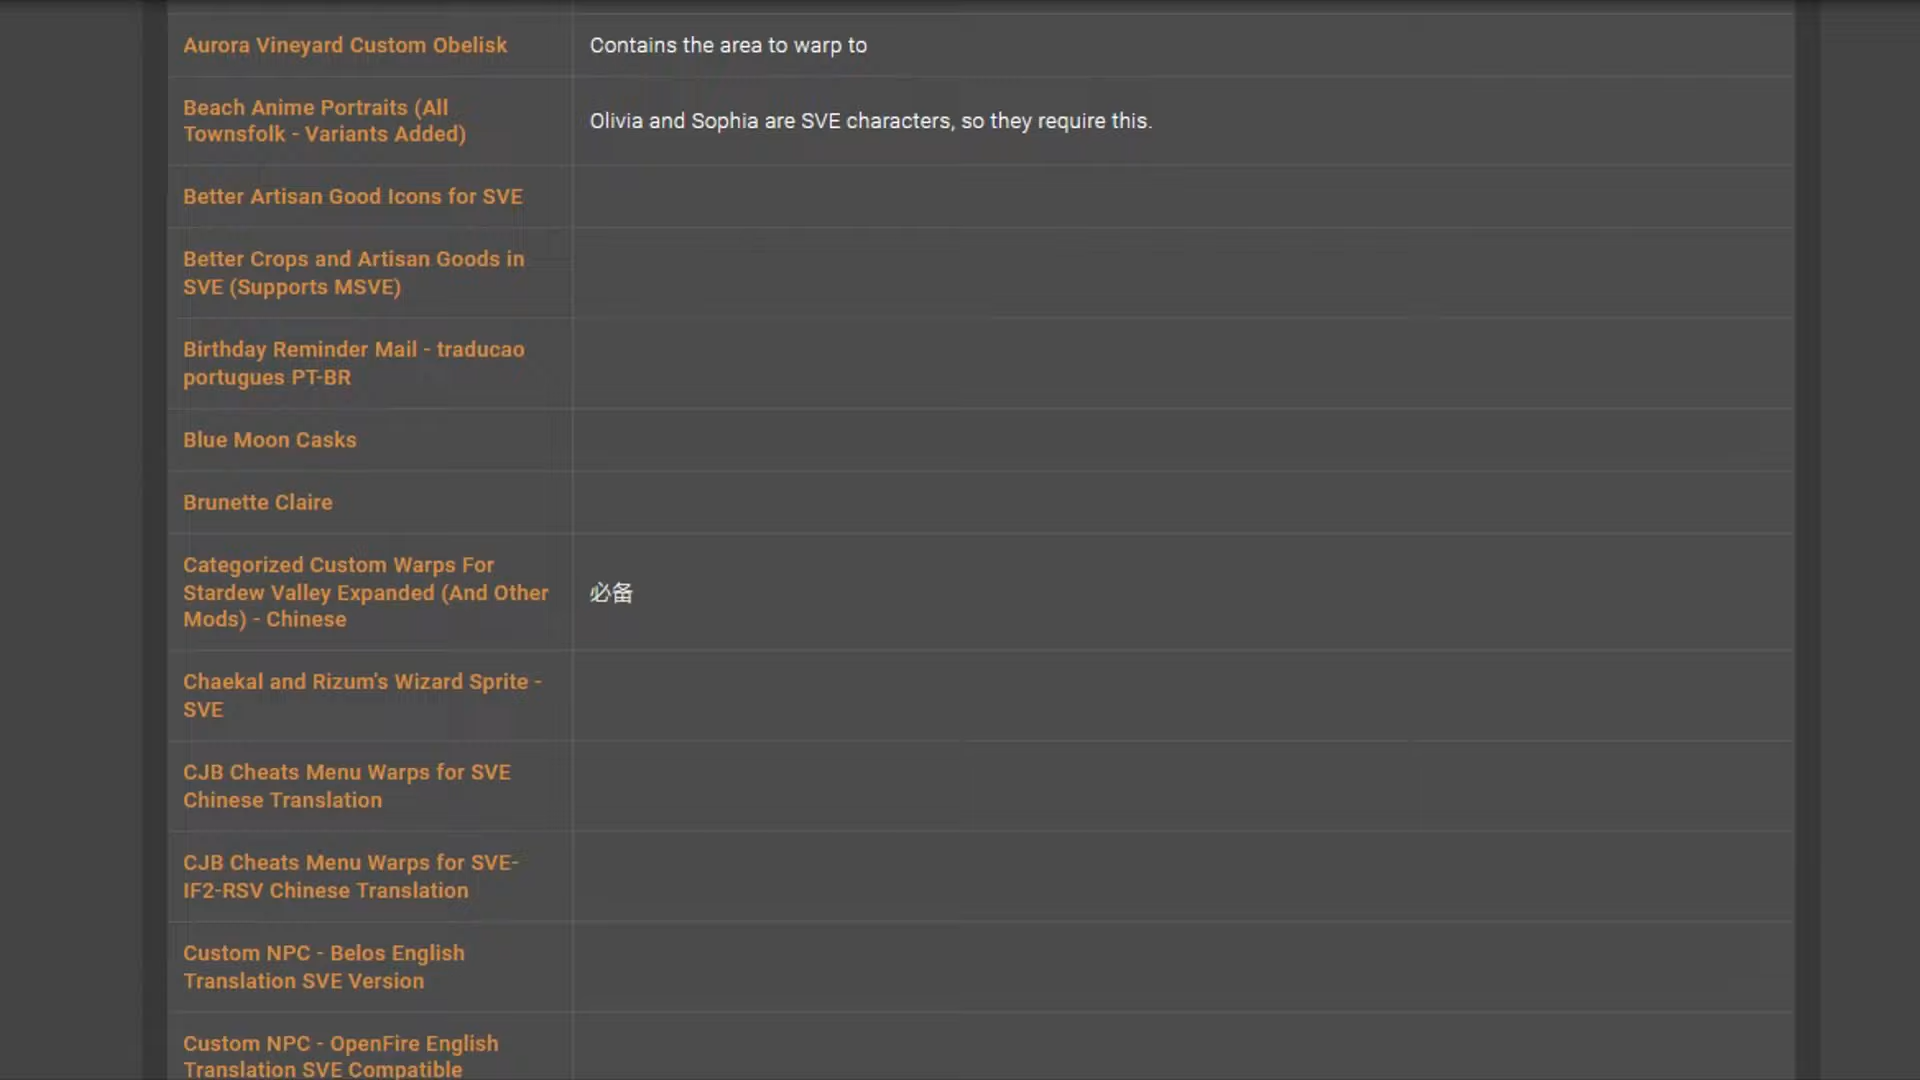 Aurora Vineyard Custom Obelisk
Contains the area to warp to
Beach Anime Portraits (All
Townsfolk - Variants Added)
Olivia and Sophia are SVE characters, so they require this.
Better Artisan Good Icons for SVE
Better Crops and Artisan Goods in
SVE (Supports MSVE)
Birthday Reminder Mail - traducao
portugues PT-BR
Blue Moon Casks
Brunette Claire
Categorized Custom Warps For
Stardew Valley Expanded (And Other
Mods) - Chinese
必备
Chaekal and Rizum's Wizard Sprite -
SVE
CJB Cheats Menu Warps for SVE
Chinese Translation
CJB Cheats Menu Warps for SVE-
IF2-RSV Chinese Translation
Custom NPC - Belos English
Translation SVE Version
Custom NPC - OpenFire English
Translation SVE Compatible